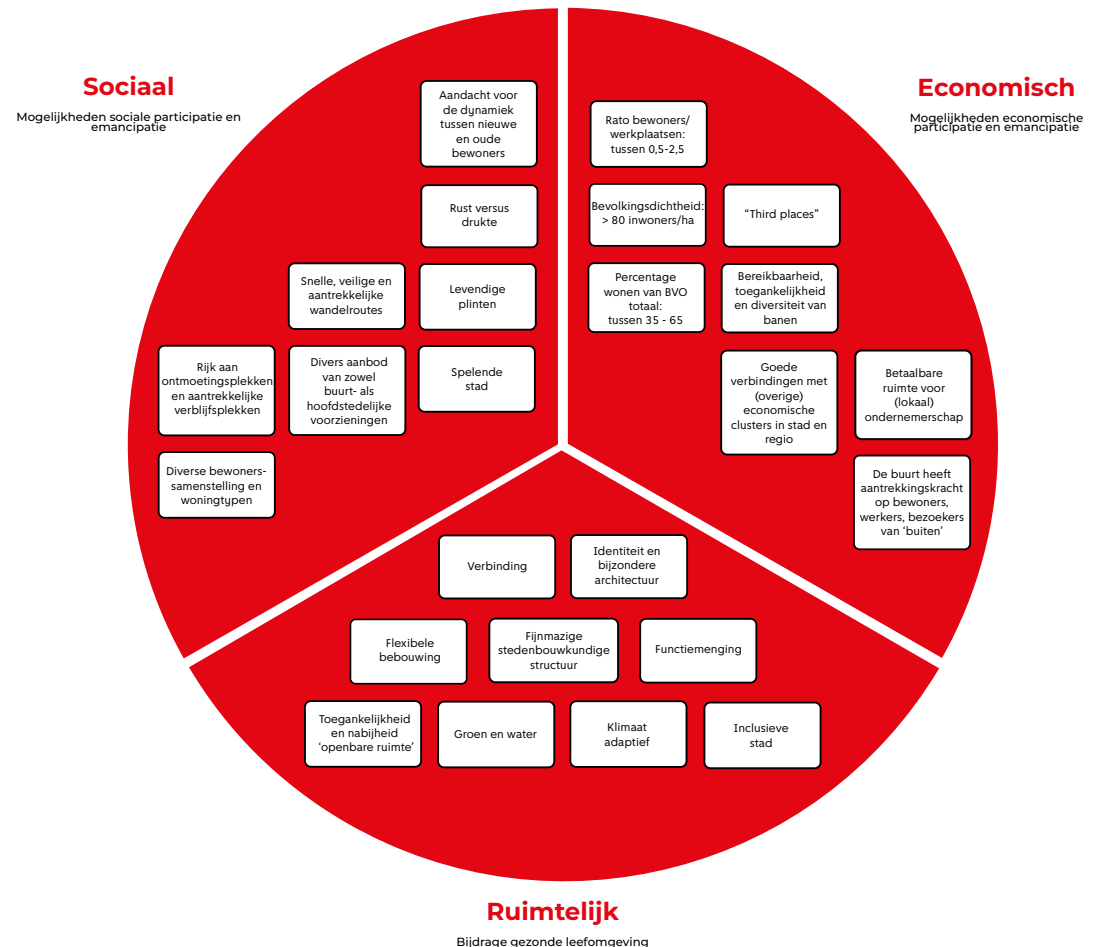 Sociaal
Mogelijkheden sociale participatie en
emancipatie
Aandacht voor
de dynamiek
tussen nieuwe
en oude
bewoners
Rust versus
drukte
Snelle, veilige en
aantrekkelijke
wandelroutes
Levendige
plinten
Rijk aan
ontmoetingsplekken
en aantrekkelijke
verblijfsplekken
Divers aanbod
van zowel
buurt- als
hoofdstedelijke
voorzieningen
Spelende
stad
Diverse bewoners-
samenstelling en
woningtypen
Economisch
Mogelijkheden economische
participatie en emancipatie
Rato bewoners/
werkplaatsen:
tussen 0,5-2,5
Bevolkingsdichtheid:
> 80 inwoners/ha
“Third places”
Percentage
wonen van BVO
totaal:
tussen 35 - 65
Bereikbaarheid,
toegankelijkheid
en diversiteit van
banen
Goede
verbindingen met
(overige)
economische
clusters in stad en
regio
Betaalbare
ruimte voor
(lokaal)
ondernemerschap
De buurt heeft
aantrekkingskracht
op bewoners,
werkers, bezoekers
van ‘buiten’
Verbinding
Identiteit en
bijzondere
architectuur
Flexibele
bebouwing
Fijnmazige
stedenbouwkundige
structuur
Functiemenging
Toegankelijkheid
en nabijheid
‘openbare ruimte’
Groen en water
Klimaat
adaptief
Inclusieve
stad
Ruimtelijk
Bijdrage gezonde leefomgeving